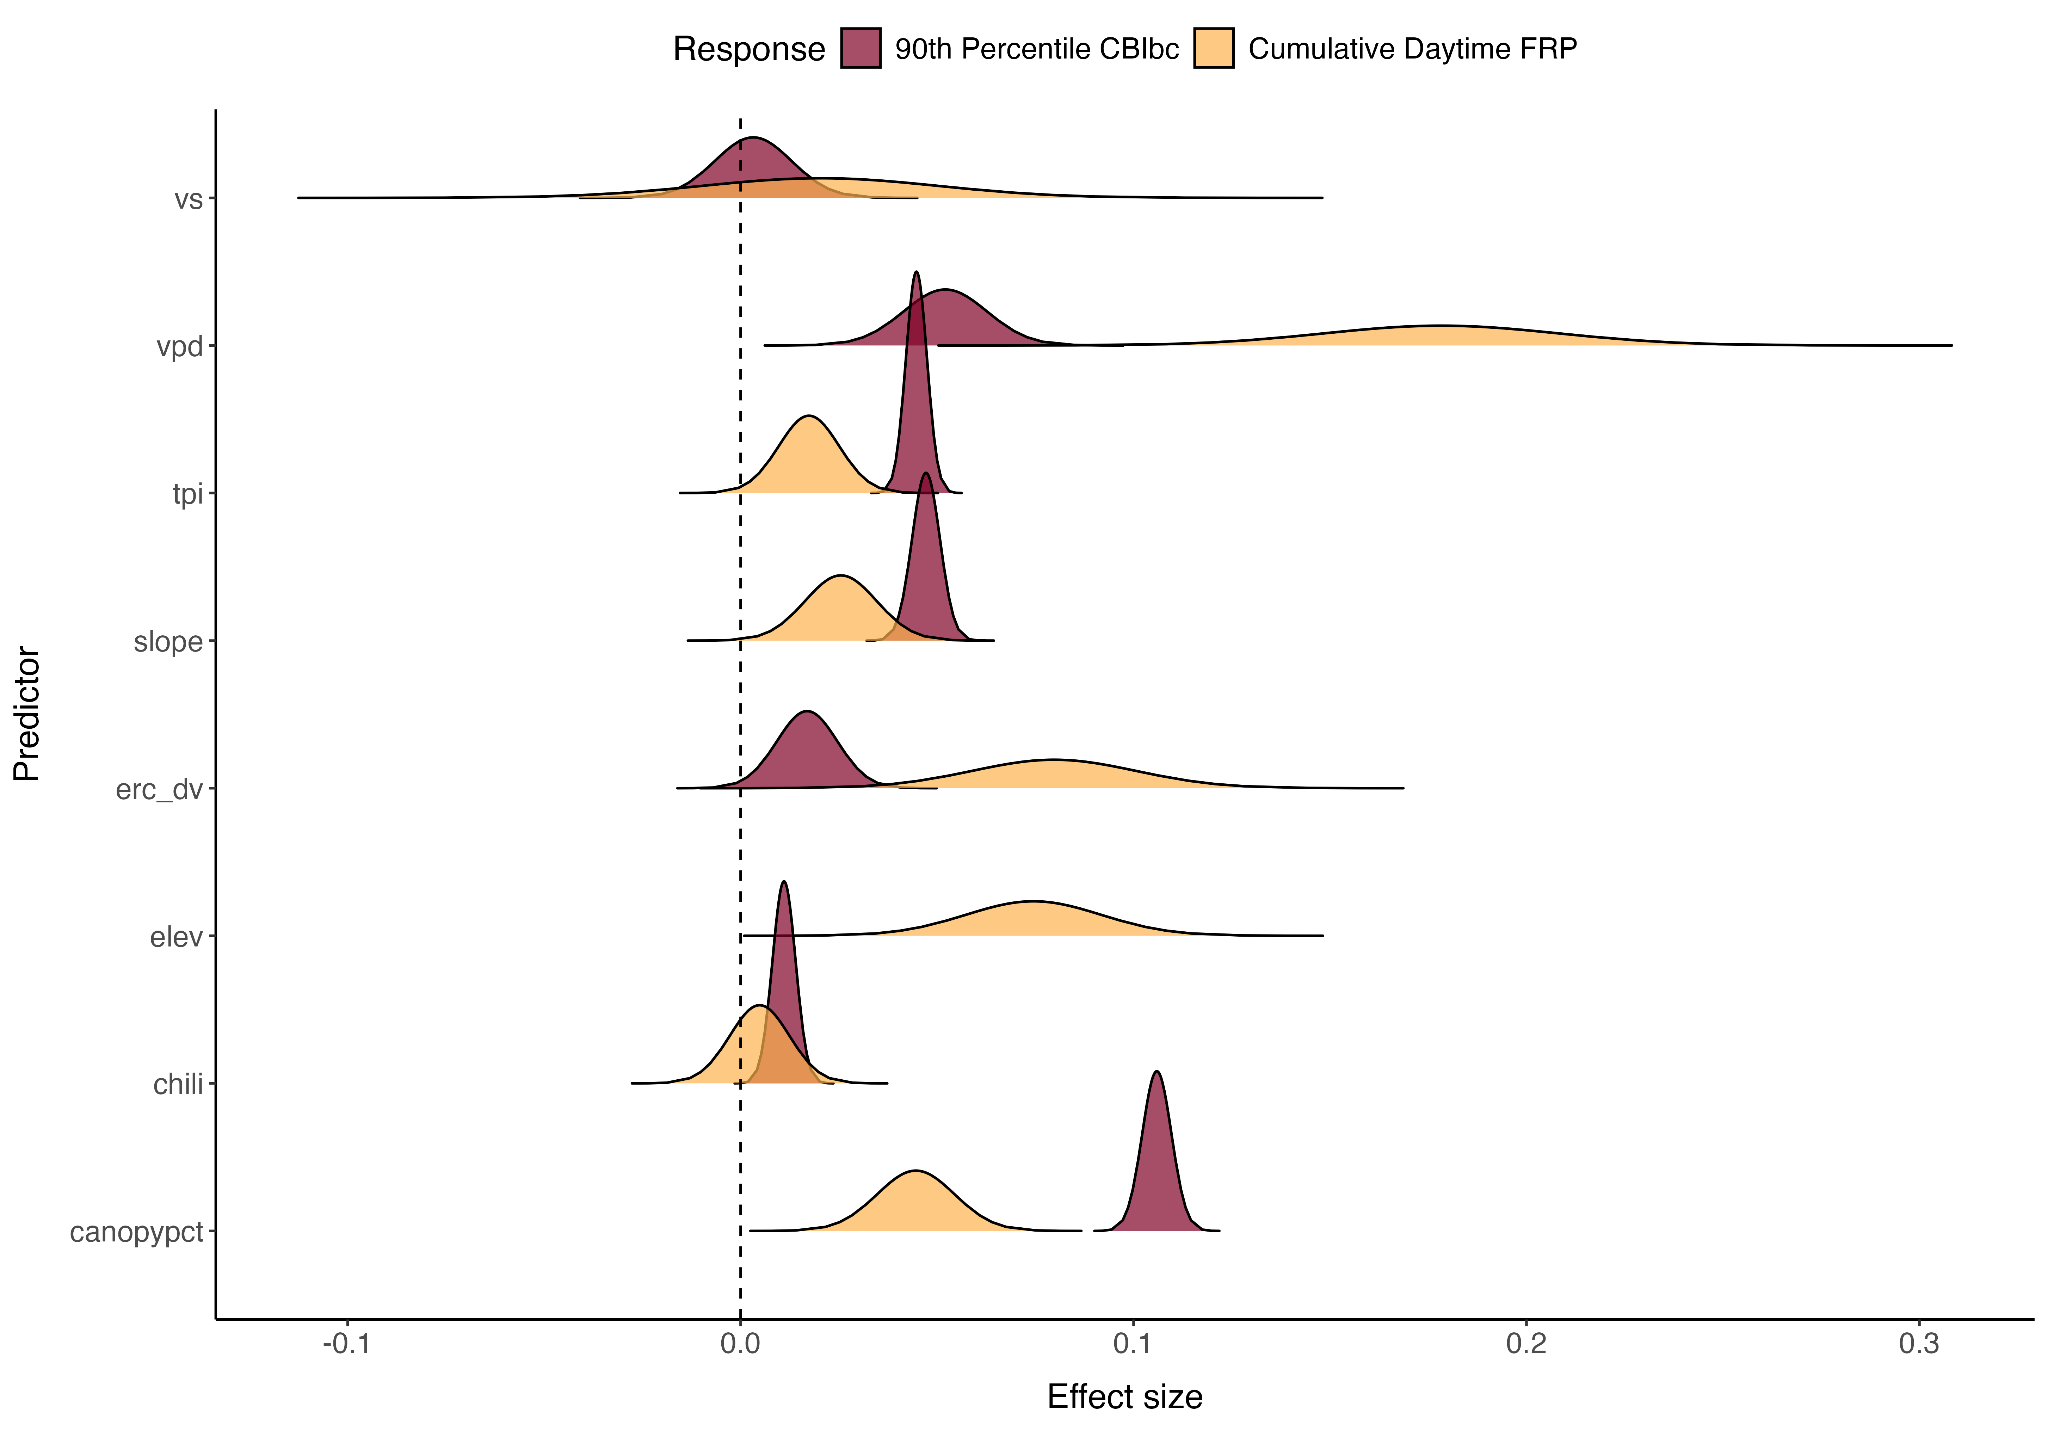 Response 90th Percentile CBIbc Cumulative Daytime FRP
vs
vpd
tpi
slope
erc_dv
elev
chili
canopypct
Predictor
-0.1 0.0 0.1 0.2 0.3
Effect size